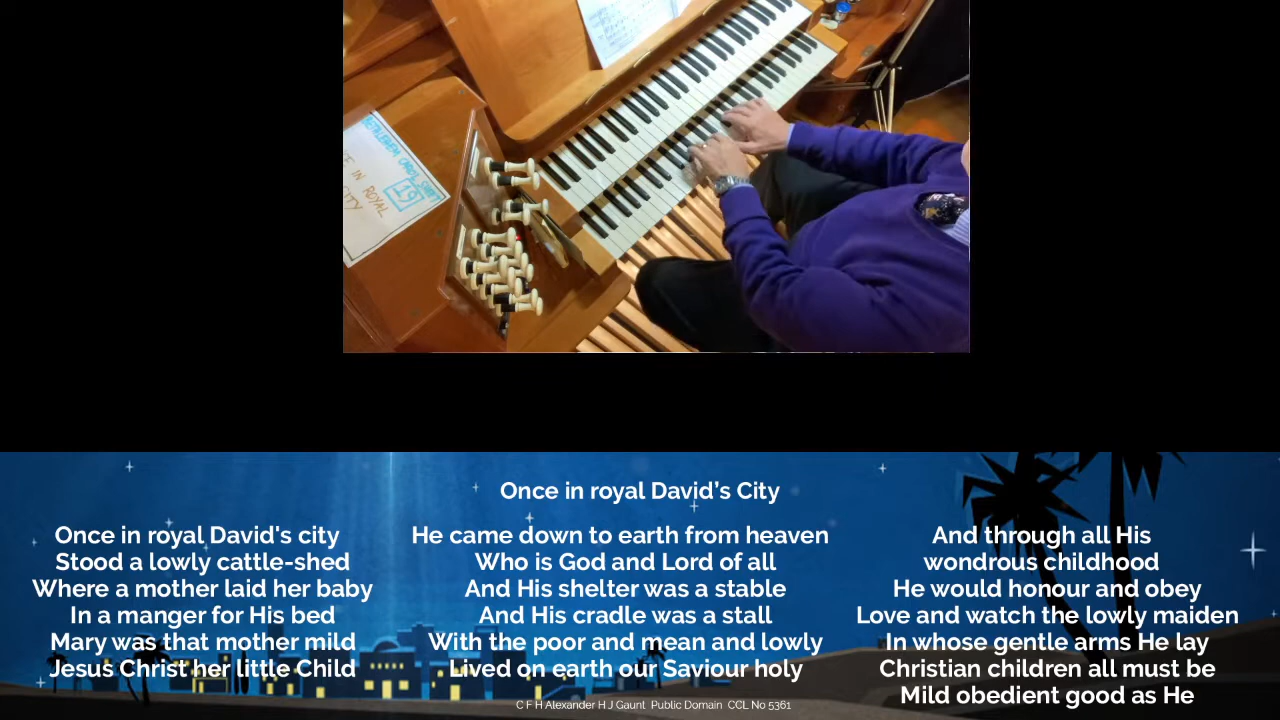 BETHLEHEM CAROL SHEET
19
E IN ROYAL
CITY
Once in royal David’s City
Once in royal David's city
Stood a lowly cattle-shed
Where a mother laid her baby
In a manger for His bed
Mary was that mother mild
Jesus Christ her little Child
He came down to earth from heaven
Who is God and Lord of all
And His shelter was a stable
And His cradle was a stall
With the poor and mean and lowly
Lived on earth our Saviour holy
And through all His
wondrous childhood
He would honour and obey
Love and watch the lowly maiden
In whose gentle arms He lay
Christian children all must be
Mild obedient good as He
C F H Alexander H J Gaunt Public Domain CCL No 5361